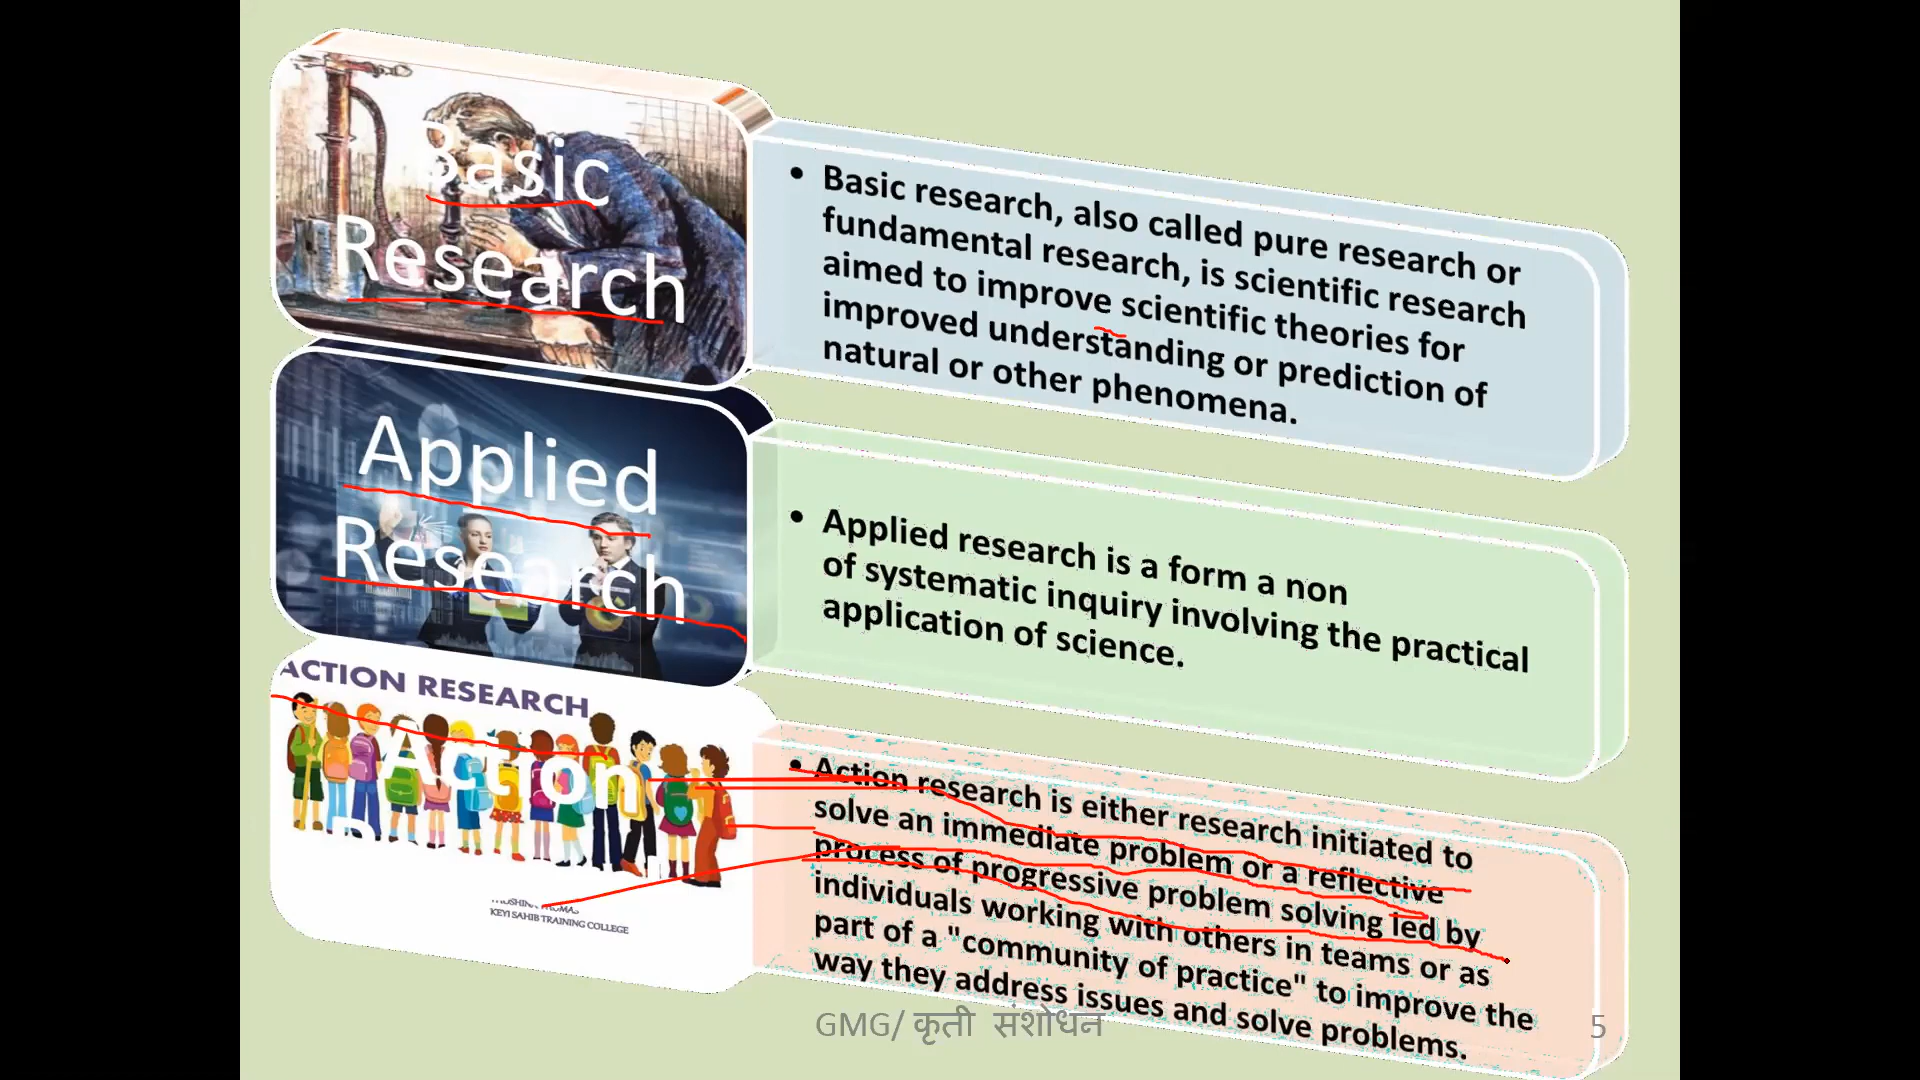 Basic
Research
• Basic research, also called pure research or
fundamental research, is scientific research
aimed to improve scientific theories for
improved understanding or prediction of
natural or other phenomena.
Applied
Research
• Applied research is a form a non
of systematic inquiry involving the practical
application of science.
ACTION RESEARCH
Action
KEYI SAHIB TRAINING COLLEGE
• Action research is either research initiated to
solve an immediate problem or a reflective
process of progressive problem solving led by
individuals working with others in teams or as
part of a "community of practice" to improve the
way they address issues and solve problems.
GMG/ कृती संशोधन
5